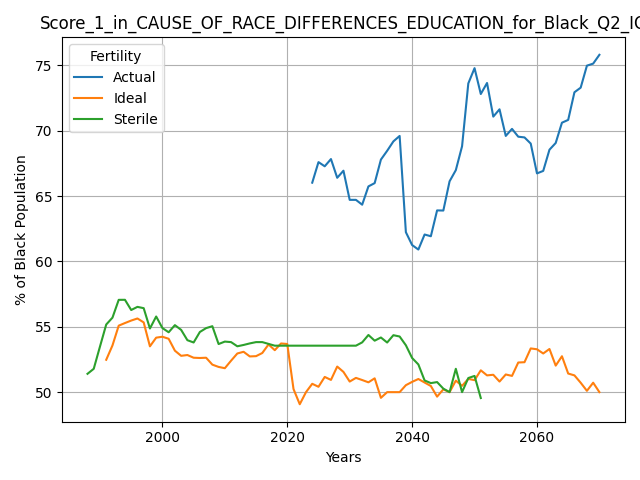 Score_1_in_CAUSE_OF_RACE_DIFFERENCES_EDUCATION_for_Black_Q2_IQ
Fertility
Actual
Ideal
Sterile
% of Black Population
75
70
65
60
55
50
2000
2020
2040
2060
Years